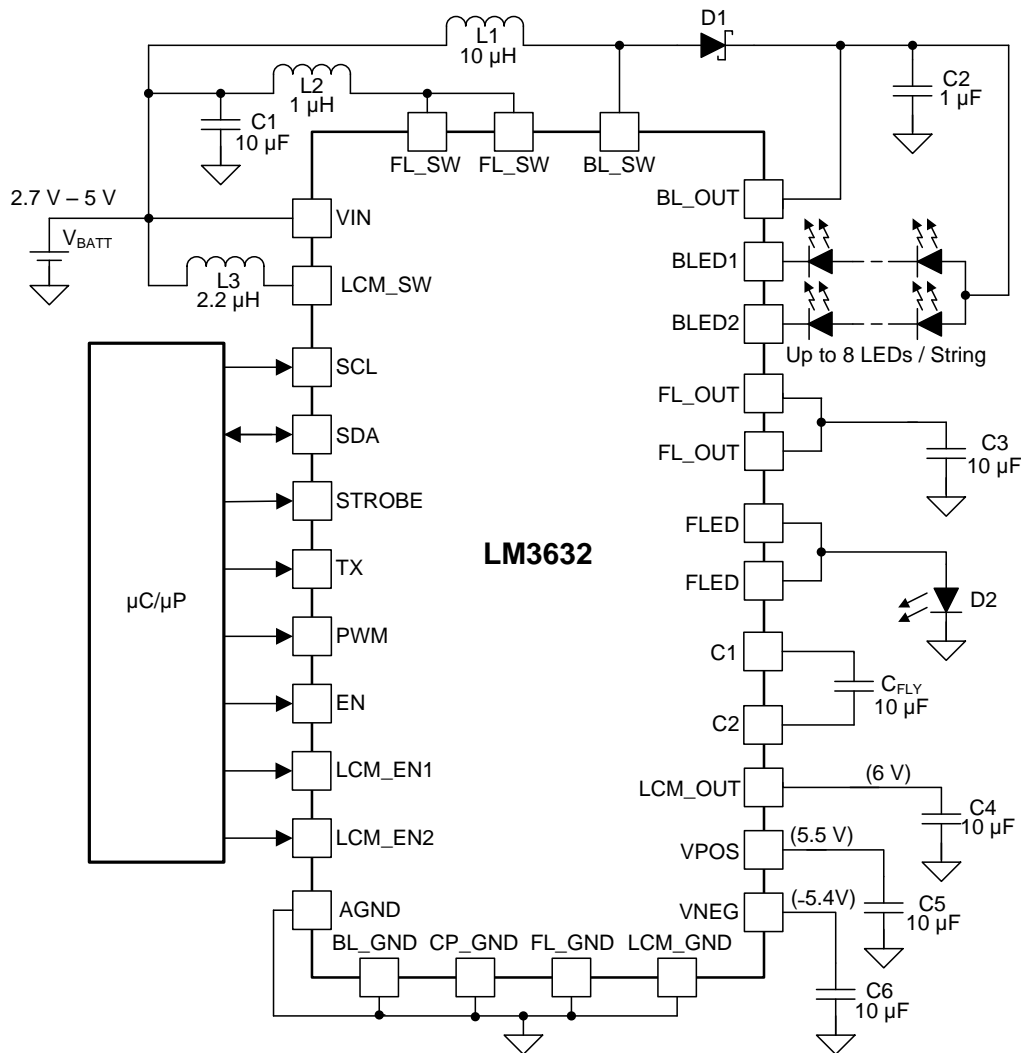 D1
L1
10 µH
L2
1 µH
C1
10 µF
C2
1 µF
FL_SW
FL_SW
BL_SW
2.7 V – 5 V
VBATT
VIN
L3
2.2 µH
LCM_SW
BL_OUT
BLED1
BLED2
Up to 8 LEDs / String
SCL
SDA
STROBE
TX
PWM
EN
LCM_EN1
LCM_EN2
AGND
µC/µP
LM3632
FL_OUT
FL_OUT
C3
10 µF
FLED
FLED
D2
C1
C2
CFLY
10 µF
LCM_OUT
(6 V)
C4
10 µF
VPOS
(5.5 V)
C5
10 µF
VNEG
(-5.4V)
C6
10 µF
BL_GND
CP_GND
FL_GND
LCM_GND